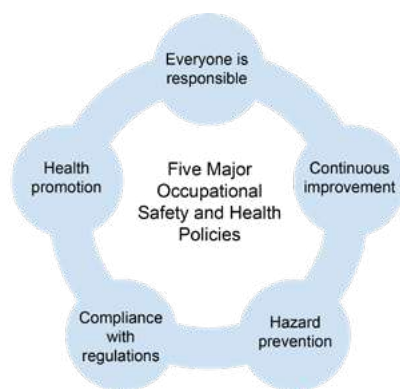 Everyone is
responsible
Health
promotion
Five Major
Occupational
Safety and Health
Policies
Continuous
improvement
Compliance
with
regulations
Hazard
prevention